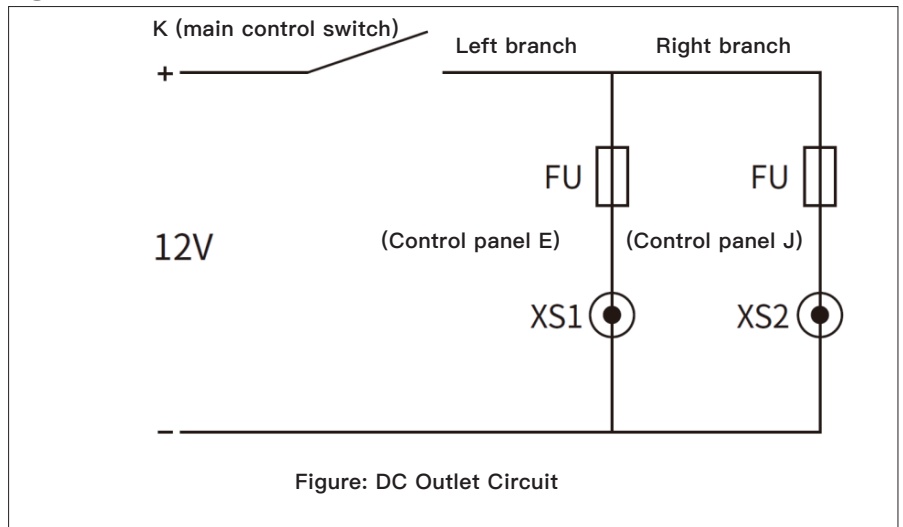 K (main control switch)
Left branch
Right branch
+
FU
FU
12V
(Control panel E)
(Control panel J)
XS1
XS2
−
Figure: DC Outlet Circuit